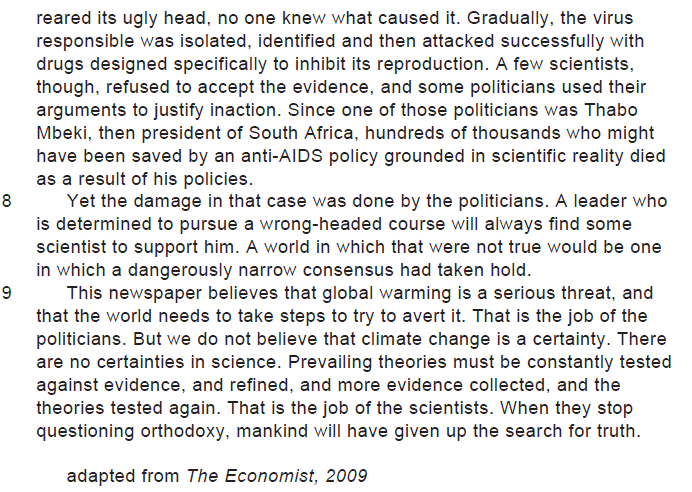 reared its ugly head, no one knew what caused it. Gradually, the virus
responsible was isolated, identified and then attacked successfully with
drugs designed specifically to inhibit its reproduction. A few scientists,
though, refused to accept the evidence, and some politicians used their
arguments to justify inaction. Since one of those politicians was Thabo
Mbeki, then president of South Africa, hundreds of thousands who might
have been saved by an anti-AIDS policy grounded in scientific reality died
as a result of his policies.
8 Yet the damage in that case was done by the politicians. A leader who
is determined to pursue a wrong-headed course will always find some
scientist to support him. A world in which that were not true would be one
in which a dangerously narrow consensus had taken hold.
9 This newspaper believes that global warming is a serious threat, and
that the world needs to take steps to try to avert it. That is the job of the
politicians. But we do not believe that climate change is a certainty. There
are no certainties in science. Prevailing theories must be constantly tested
against evidence, and refined, and more evidence collected, and the
theories tested again. That is the job of the scientists. When they stop
questioning orthodoxy, mankind will have given up the search for truth.
adapted from The Economist, 2009